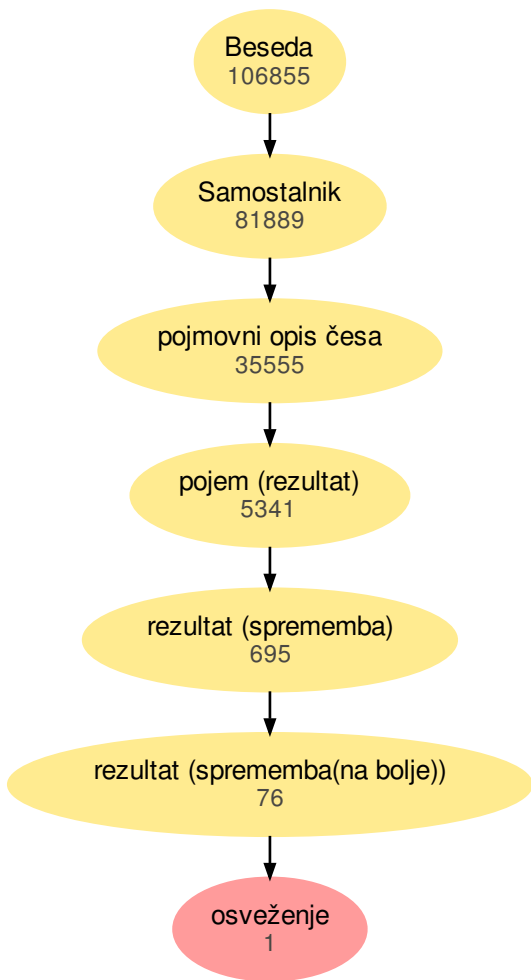 Beseda
106855
Samostalnik
81889
pojmovni opis česa
35555
pojem (rezultat)
5341
rezultat (sprememba)
695
rezultat (sprememba(na bolje))
76
osveženje
1